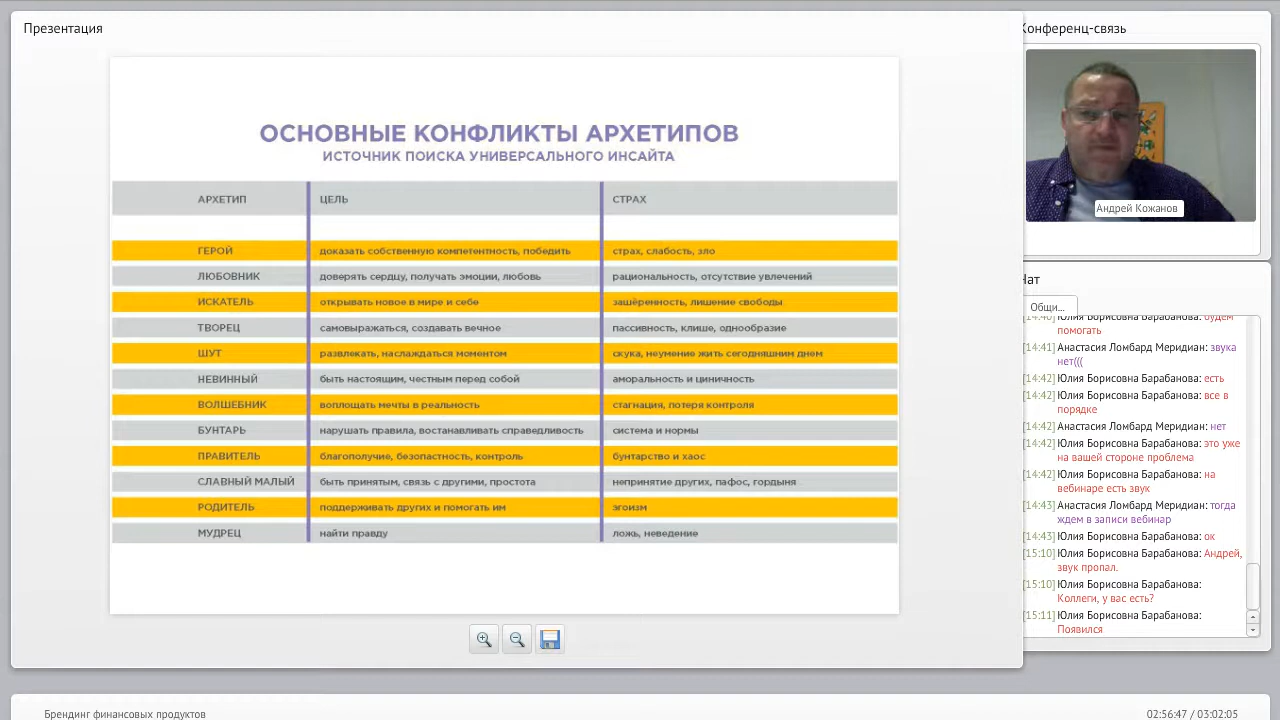 Презентация
ОСНОВНЫЕ КОНФЛИКТЫ АРХЕТИПОВ
ИСТОЧНИК ПОИСКА УНИВЕРСАЛЬНОГО ИНСАЙТА
АРХЕТИП ЦЕЛЬ СТРАХ
ГЕРОЙ доказать собственную компетентность, победить страх, слабость, зло
ЛЮБОВНИК доверять сердцу, получать эмоции, любовь рациональность, отсутствие увлечений
ИСКАТЕЛЬ открывать новое в мире и себе зашёренность, лишение свободы
ТВОРЕЦ самовыражаться, создавать вечное пассивность, клише, однообразие
ШУТ развлекать, наслаждаться моментом скука, неумение жить сегодняшним днем
НЕВИННЫЙ быть настоящим, честным перед собой аморальность и циничность
ВОЛШЕБНИК воплощать мечты в реальность стагнация, потеря контроля
БУНТАРЬ нарушать правила, востанавливать справедливость система и нормы
ПРАВИТЕЛЬ благополучие, безопастность, контроль бунтарство и хаос
СЛАВНЫЙ МАЛЫЙ быть принятым, связь с другими, простота непринятие других, пафос, гордыня
РОДИТЕЛЬ поддерживать других и помогать им эгоизм
МУДРЕЦ найти правду ложь, неведение
Конференц-связь
Андрей Кожанов
Чат
Общи...
[14:40] Юлия Борисовна Барабанова: будем
помогать
[14:41] Анастасия Ломбард Меридиан: звука
нет(((
[14:42] Юлия Борисовна Барабанова: есть
[14:42] Юлия Борисовна Барабанова: все в
порядке
[14:42] Анастасия Ломбард Меридиан: нет
[14:42] Юлия Борисовна Барабанова: это уже
на вашей стороне проблема
[14:42] Юлия Борисовна Барабанова: на
вебинаре есть звук
[14:43] Анастасия Ломбард Меридиан: тогда
ждем в записи вебинар
[14:43] Юлия Борисовна Барабанова: ок
[15:10] Юлия Борисовна Барабанова: Андрей,
звук пропал.
[15:10] Юлия Борисовна Барабанова:
Коллеги, у вас есть?
[15:11] Юлия Борисовна Барабанова:
Появился
Брендинг финансовых продуктов 02:56:47 / 03:02:05